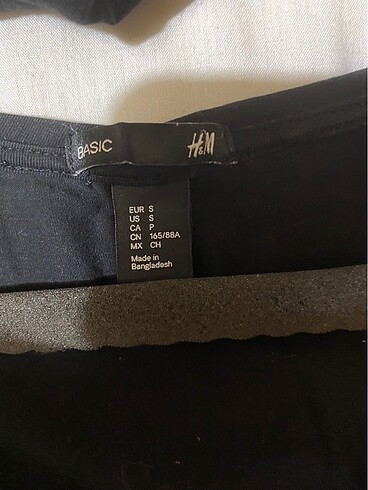 BASIC H&M
EUR S
US S
CA P
CN 165/88A
MX CH
Made in
Bangladesh